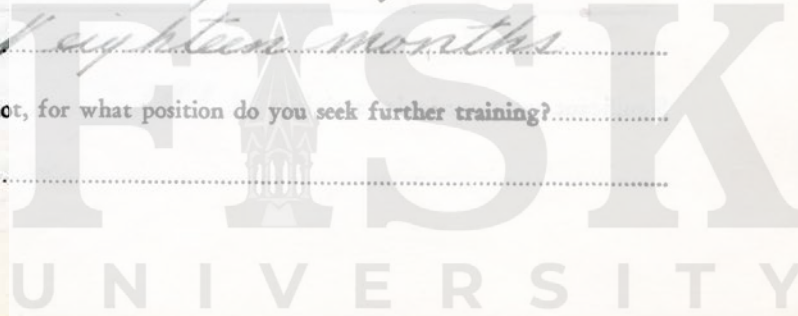 eighteen months
ot, for what position do you seek further training?
FISK
UNIVERSITY